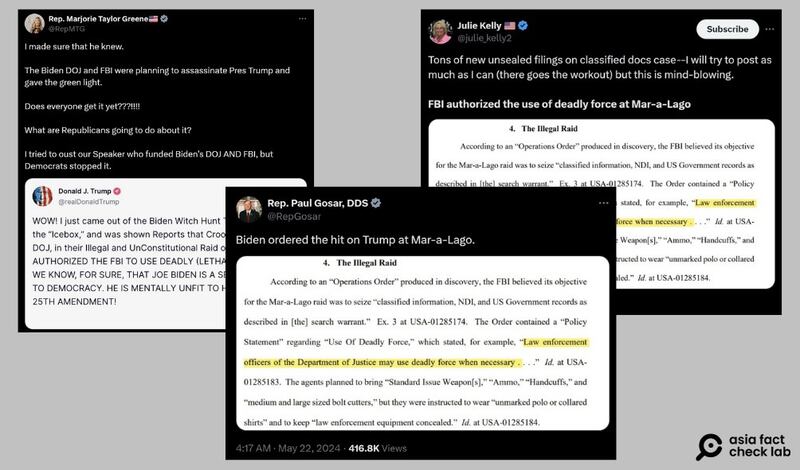 Rep. Marjorie Taylor Greene
@RepMTG
I made sure that he knew.
The Biden DOJ and FBI were planning to assassinate Pres Trump and
gave the green light.
Does everyone get it yet???!!!!
What are Republicans going to do about it?
I tried to oust our Speaker who funded Biden's DOJ AND FBI, but
Democrats stopped it.
Donald J. Trump
@realDonaldTrump
WOW! I just came out of the Biden Witch Hunt
the "Icebox," and was shown Reports that Croo
DOJ, in their Illegal and UnConstitutional Raid o
AUTHORIZED THE FBI TO USE DEADLY (LETHA
WE KNOW, FOR SURE, THAT JOE BIDEN IS A SE
TO DEMOCRACY. HE IS MENTALLY UNFIT TO H
25TH AMENDMENT!
Julie Kelly
@julie_kelly2
Subscribe
Tons of new unsealed filings on classified docs case--I will try to post as
much as I can (there goes the workout) but this is mind-blowing.
FBI authorized the use of deadly force at Mar-a-Lago
4. The Illegal Raid
According to an "Operations Order" produced in discovery, the FBI believed its objective
for the Mar-a-Lago raid was to seize "classified information, NDI, and US Government records as
described in [the] search warrant." Ex. 3 at USA-01285174. The Order contained a "Policy
Statement" regarding "Use Of Deadly Force," which stated, for example, "Law enforcement
force when necessary . . . ." Id. at USA-
Weapon[s]," "Ammo," "Handcuffs," and
ructed to wear "unmarked polo or collared
led." Id. at USA-01285184.
Rep. Paul Gosar, DDS
@RepGosar
Biden ordered the hit on Trump at Mar-a-Lago.
4. The Illegal Raid
According to an "Operations Order" produced in discovery, the FBI believed its objective
for the Mar-a-Lago raid was to seize "classified information, NDI, and US Government records as
described in [the] search warrant." Ex. 3 at USA-01285174. The Order contained a "Policy
Statement" regarding "Use Of Deadly Force," which stated, for example, "Law enforcement
officers of the Department of Justice may use deadly force when necessary . . . ." Id. at USA-
01285183. The agents planned to bring "Standard Issue Weapon[s]," "Ammo," "Handcuffs," and
"medium and large sized bolt cutters," but they were instructed to wear "unmarked polo or collared
shirts" and to keep "law enforcement equipment concealed." Id. at USA-01285184.
4:17 AM · May 22, 2024 · 416.8K Views
asia fact
check lab